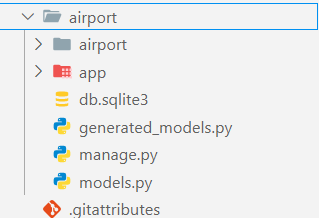 airport
airport
app
db.sqlite3
generated_models.py
manage.py
models.py
.gitattributes